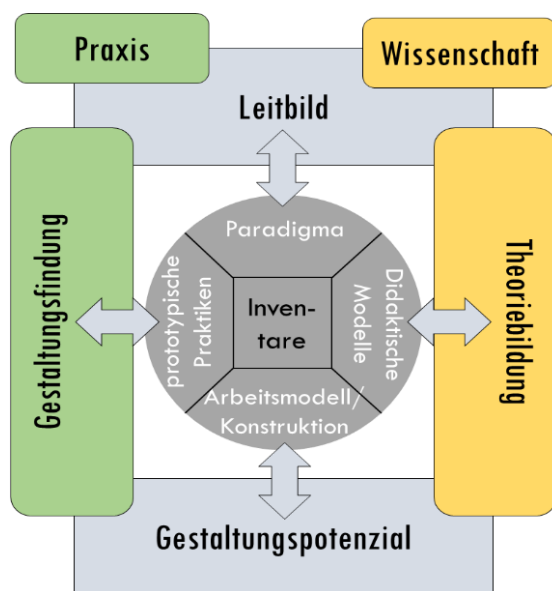 Praxis
Wissenschaft
Leitbild
Gestaltungsfindung
Paradigma
prototypische
Praktiken
Inven-
tare
Didaktische
Modelle
Theoriebildung
Arbeitsmodell/
Konstruktion
Gestaltungspotenzial